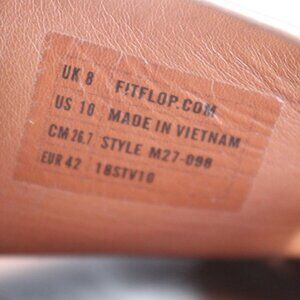 UK 8 FITFLOP.COM
US 10 MADE IN VIETNAM
CM 26.7 STYLE M27-098
EUR 42 18STV10